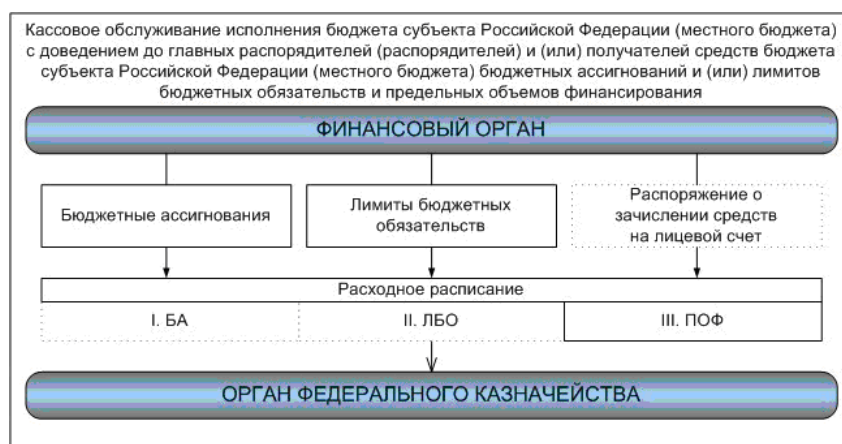 Кассовое обслуживание исполнения бюджета субъекта Российской Федерации (местного бюджета)
с доведением до главных распорядителей (распорядителей) и (или) получателей средств бюджета
субъекта Российской Федерации (местного бюджета) бюджетных ассигнований и (или) лимитов
бюджетных обязательств и предельных объемов финансирования
ФИНАНСОВЫЙ ОРГАН
Бюджетные ассигнования
Лимиты бюджетных
обязательств
Распоряжение о
зачислении средств
на лицевой счет
Расходное расписание
I. БА
II. ЛБО
III. ПОФ
ОРГАН ФЕДЕРАЛЬНОГО КАЗНАЧЕЙСТВА